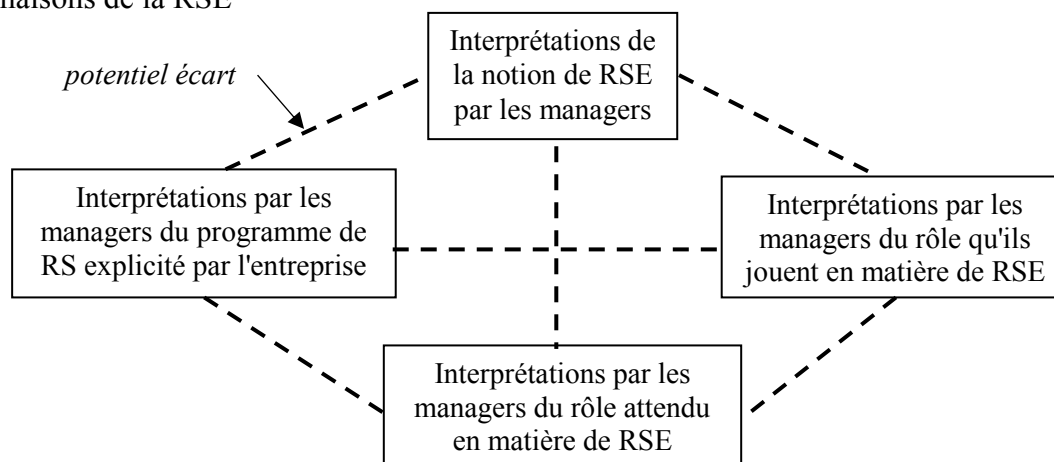 de la RSE
Interprétations de
la notion de RSE
par les managers
potentiel écart
Interprétations par les
managers du programme de
RS explicité par l'entreprise
Interprétations par les
managers du rôle qu'ils
jouent en matière de RSE
Interprétations par les
managers du rôle attendu
en matière de RSE